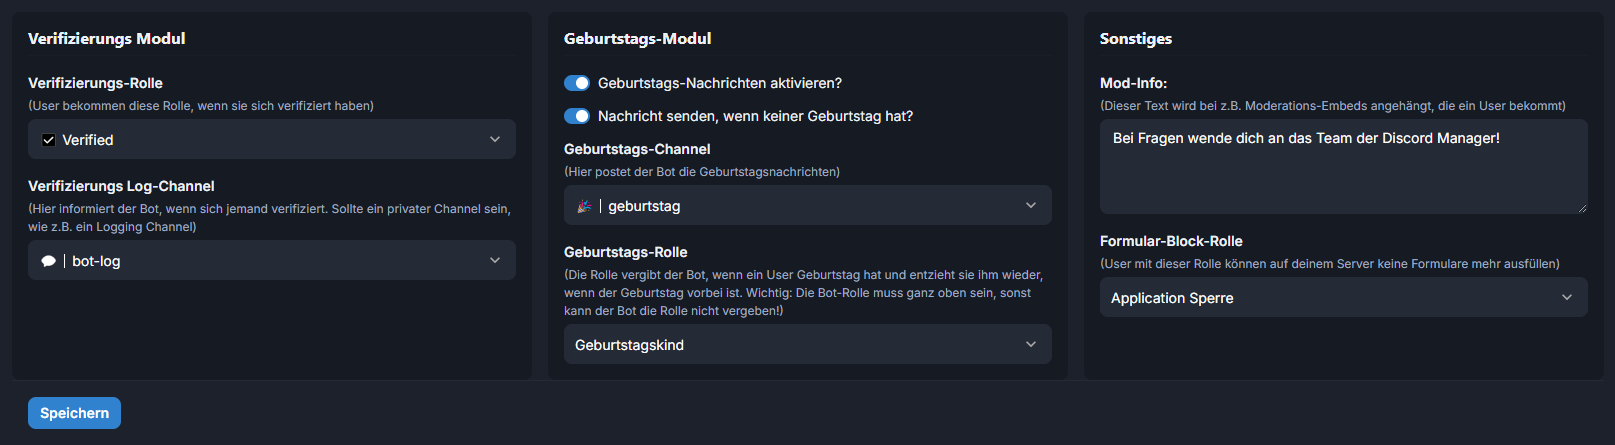 Verifizierungs Modul
Verifizierungs-Rolle
(User bekommen diese Rolle, wenn sie sich verifiziert haben)
Verified
Verifizierungs Log-Channel
(Hier informiert der Bot, wenn sich jemand verifiziert. Sollte ein privater Channel sein,
wie z.B. ein Logging Channel)
💬 | bot-log
Geburtstags-Modul
Geburtstags-Nachrichten aktivieren?
Nachricht senden, wenn keiner Geburtstag hat?
Geburtstags-Channel
(Hier postet der Bot die Geburtstagsnachrichten)
🎉 | geburtstag
Geburtstags-Rolle
(Die Rolle vergibt der Bot, wenn ein User Geburtstag hat und entzieht sie ihm wieder,
wenn der Geburtstag vorbei ist. Wichtig: Die Bot-Rolle muss ganz oben sein, sonst
kann der Bot die Rolle nicht vergeben!)
Geburtstagskind
Sonstiges
Mod-Info:
(Dieser Text wird bei z.B. Moderations-Embeds angehängt, die ein User bekommt)
Bei Fragen wende dich an das Team der Discord Manager!
Formular-Block-Rolle
(User mit dieser Rolle können auf deinem Server keine Formulare mehr ausfüllen)
Application Sperre
Speichern